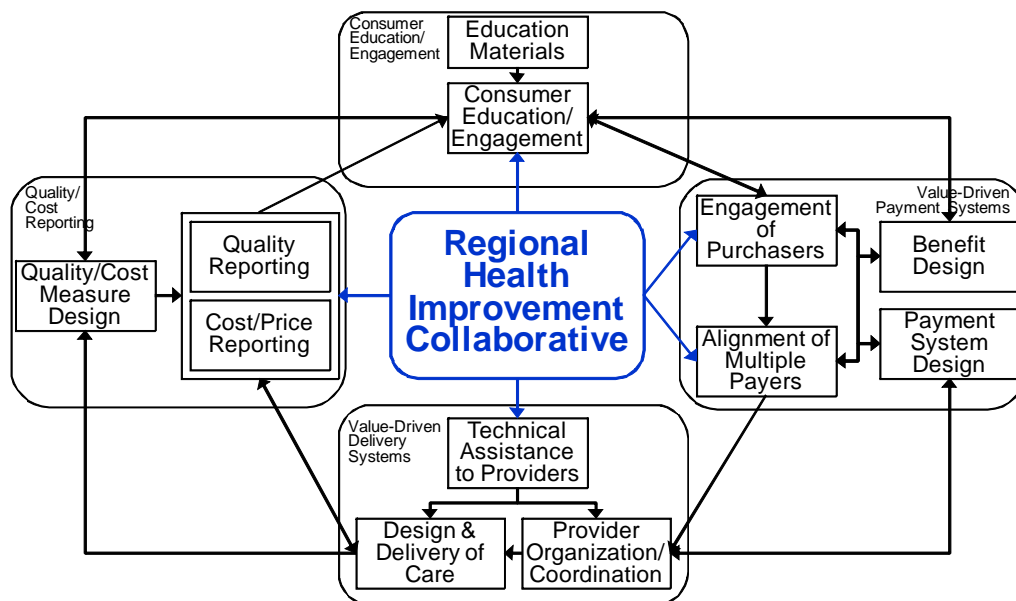 Consumer
Education/
Engagement
Education
Materials
Consumer
Education/
Engagement
Quality/
Cost
Reporting
Quality/Cost
Measure
Design
Quality
Reporting
Cost/Price
Reporting
Regional
Health
Improvement
Collaborative
Value-Driven
Payment Systems
Engagement
of
Purchasers
Benefit
Design
Alignment of
Multiple
Payers
Payment
System
Design
Value-Driven
Delivery
Systems
Technical
Assistance
to Providers
Design &
Delivery of
Care
Provider
Organization/
Coordination